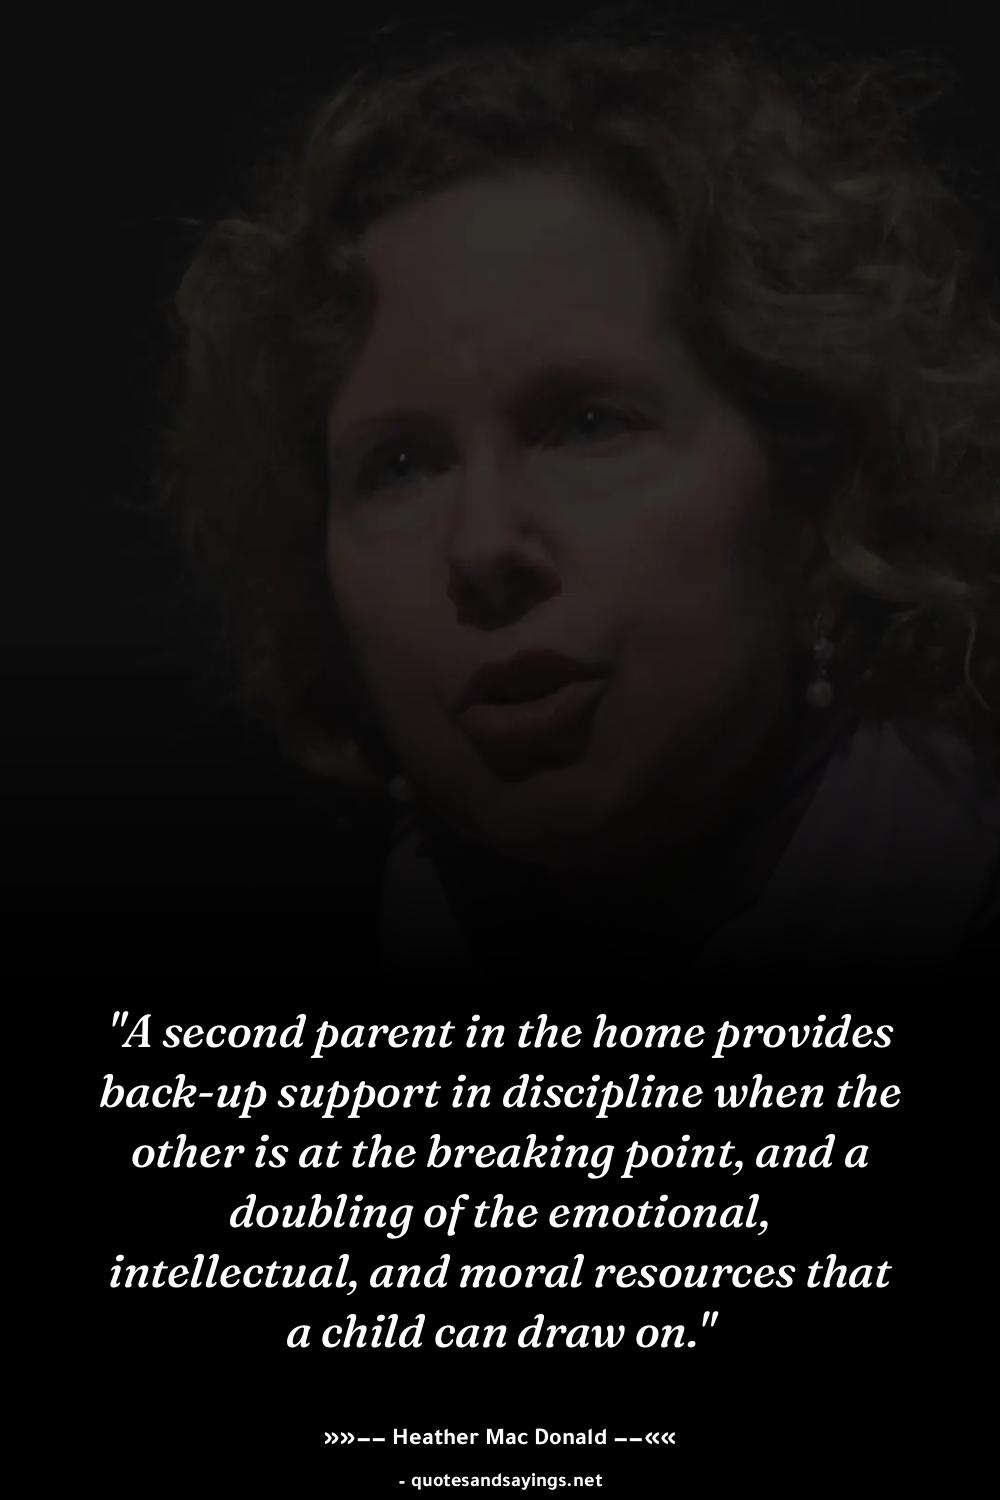 "A second parent in the home provides
back-up support in discipline when the
other is at the breaking point, and a
doubling of the emotional,
intellectual, and moral resources that
a child can draw on."
»»-- Heather Mac Donald --««
- quotesandsayings.net